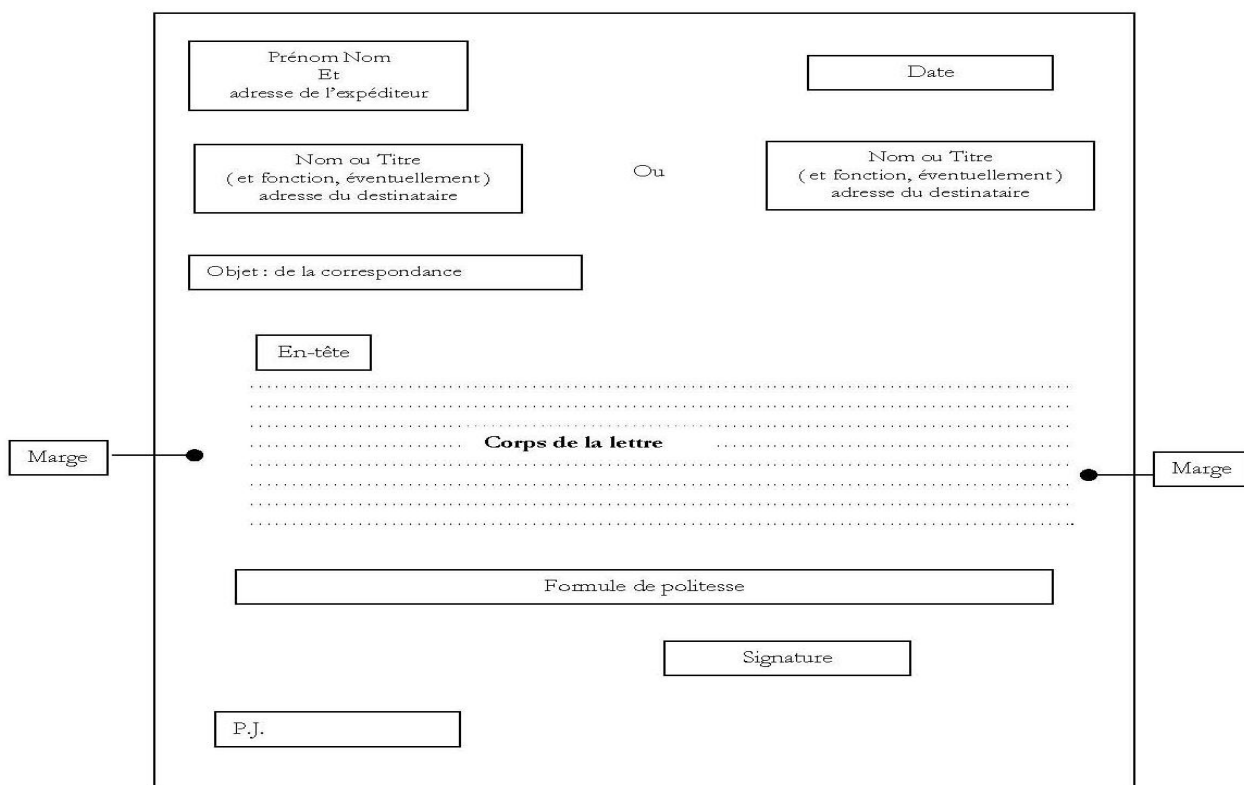 Prénom Nom
Et
adresse de l'expéditeur
Date
Nom ou Titre
( et fonction, éventuellement )
adresse du destinataire
Ou
Nom ou Titre
( et fonction, éventuellement )
adresse du destinataire
Objet : de la correspondance
En-tête
Corps de la lettre
Marge
Marge
Formule de politesse
Signature
P.J.